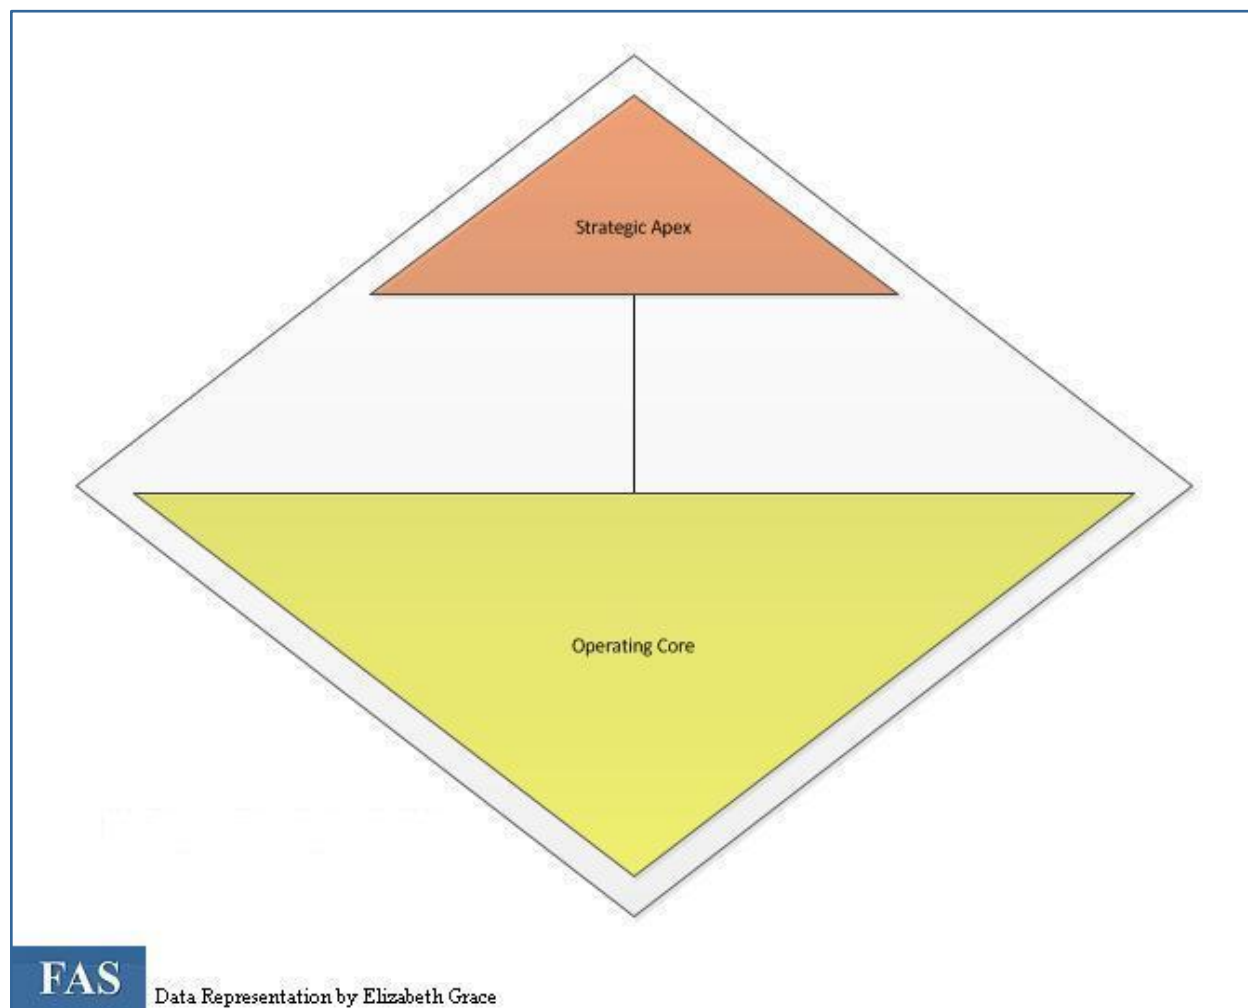 Strategic Apex
Operating Core
FAS
Data Representation by Elizabeth Grace